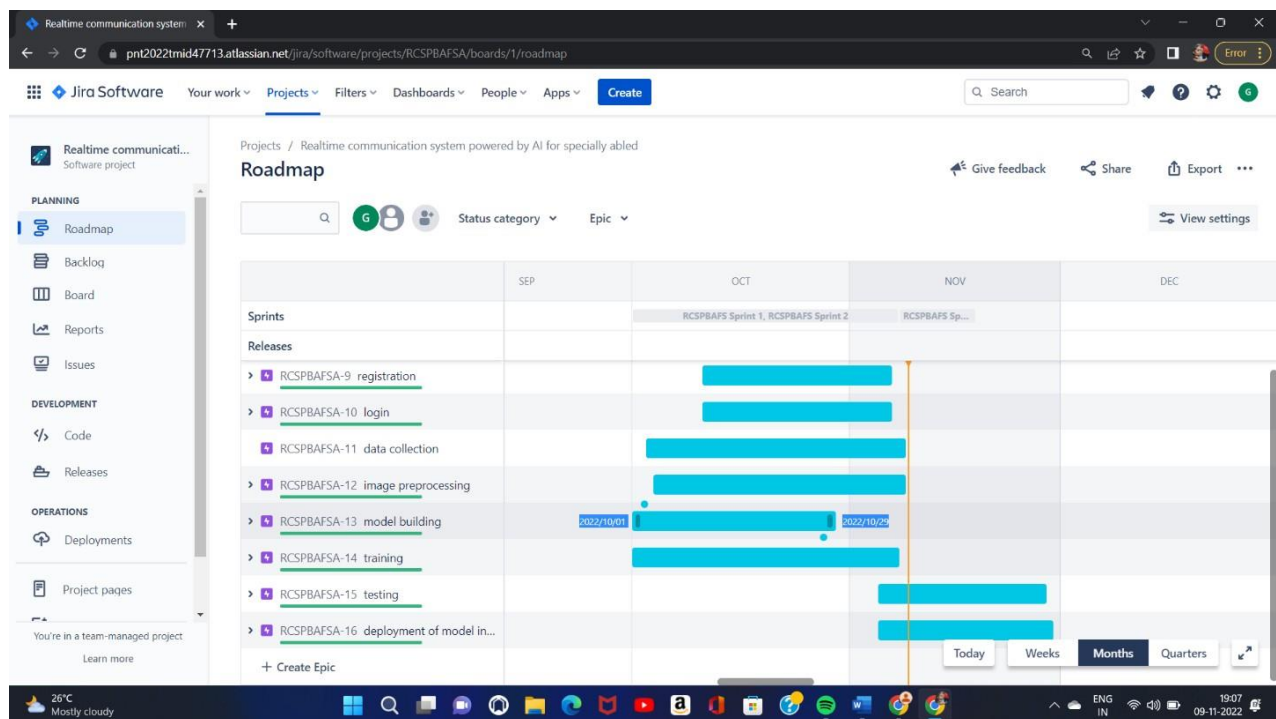 Realtime communication system
pnt2022tmid47713.atlassian.net/jira/software/projects/RCSPBAFSA/boards/1/roadmap
Error
Jira Software
Your work
Projects
Filters
Dashboards
People
Apps
Create
Search
G
Realtime communicati...
Software project
Projects / Realtime communication system powered by AI for specially abled
Roadmap
Give feedback
Share
Export
PLANNING
Roadmap
Backlog
Board
Reports
Issues
DEVELOPMENT
Code
Releases
OPERATIONS
Deployments
Project pages
You're in a team-managed project
Learn more
G
Status category
Epic
View settings
SEP
OCT
NOV
DEC
Sprints
RCSPBAFS Sprint 1, RCSPBAFS Sprint 2
RCSPBAFS Sp...
Releases
RCSPBAFSA-9 registration
RCSPBAFSA-10 login
RCSPBAFSA-11 data collection
RCSPBAFSA-12 image preprocessing
RCSPBAFSA-13 model building
2022/10/01
2022/10/29
RCSPBAFSA-14 training
RCSPBAFSA-15 testing
RCSPBAFSA-16 deployment of model in...
+ Create Epic
Today
Weeks
Months
Quarters
26°C
Mostly cloudy
ENG
IN
19:07
09-11-2022